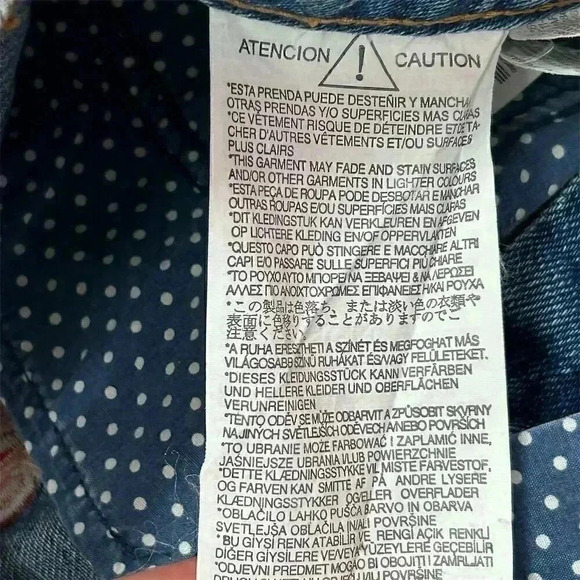 ATENCION CAUTION
*ESTA PRENDA PUEDE DESTEÑIR Y MANCHA
OTRAS PRENDAS Y/O SUPERFICIES MAS CLARAS
*CE VÊTEMENT RISQUE DE DÉTEINDRE ET DE TA-
CHER D'AUTRES VÊTEMENTS ET/OU SURFACES
PLUS CLAIRS
*THIS GARMENT MAY FADE AND STAIN SURFACES
AND/OR OTHER GARMENTS IN LIGHTER COLOURS
*ESTA PEÇA DE ROUPA PODE DESBOTAR E MANCHAR
OUTRAS ROUPAS E/OU SUPERFÍCIES MAIS CLARAS
*DIT KLEDINGSTUK KAN VERKLEUREN EN AFGEVEN
OP LICHTERE KLEDING EN/OF OPPERVLAKTEN
*QUESTO CAPO PUÒ STINGERE E MACCHIARE ALTRI
CAPI E/O PASSARE SULLE SUPERFICI PIÙ CHIARE
*ΤΟ ΡΟΥΧΟ ΑΥΤΟ ΜΠΟΡΕΙ ΝΑ ΞΕΒΑΨΕΙ & ΝΑ ΛΕΡΩΣΕΙ
ΑΛΛΕΣ ΠΙΟ ΑΝΟΙΧΤΟΧΡΩΜΕΣ ΕΠΙΦΑΝΕΙΕΣ ΚΑΙ ΡΟΥΧΑ
*この製品は色落ち、または淡い色の衣類や
表面に色移りすることがありますのでご
注意ください
*A RUHA ERESZTHETI A SZÍNÉT ÉS MEGFOGHAT MÁS
VILÁGOSABB SZÍNŰ RUHÁKAT ÉS/VAGY FELÜLETEKET.
*DIESES KLEIDUNGSSTÜCK KANN VERFÄRBEN
UND HELLERE KLEIDER UND OBERFLÄCHEN
VERUNREINIGEN
*TENTO ODĚV SE MŮŽE ODBARVIT A ZPŮSOBIT SKVRNY
NA JINÝCH SVĚTLEJŠÍCH ODĚVECH ANEBO POVRŠÍCH
*TO UBRANIE MOŻE FARBOWAĆ I ZAPLAMIĆ INNE,
JAŚNIEJSZE UBRANIA I/LUB POWIERZCHNIE
*DETTE KLÆDNINGSSTYKKE VIL MISTE FARVESTOF,
OG FARVEN KAN SMITTE AF PÅ ANDRE LYSERE
KLÆDNINGSSTYKKER OG/ELLER OVERFLADER
*OBLAČILO LAHKO PUŠČA BARVO IN OBARVA
SVETLEJŠA OBLAČILA IN/ALI POVRŠINE
*BU GİYSİ RENK ATABİLİR VE AÇIK RENKLİ
DİĞER GİYSİLERE VE/VEYA YÜZEYLERE GEÇEBİLİR
*ODJEVNI PREDMET MOGAO BI OBOJITI I ZAMRLJATI